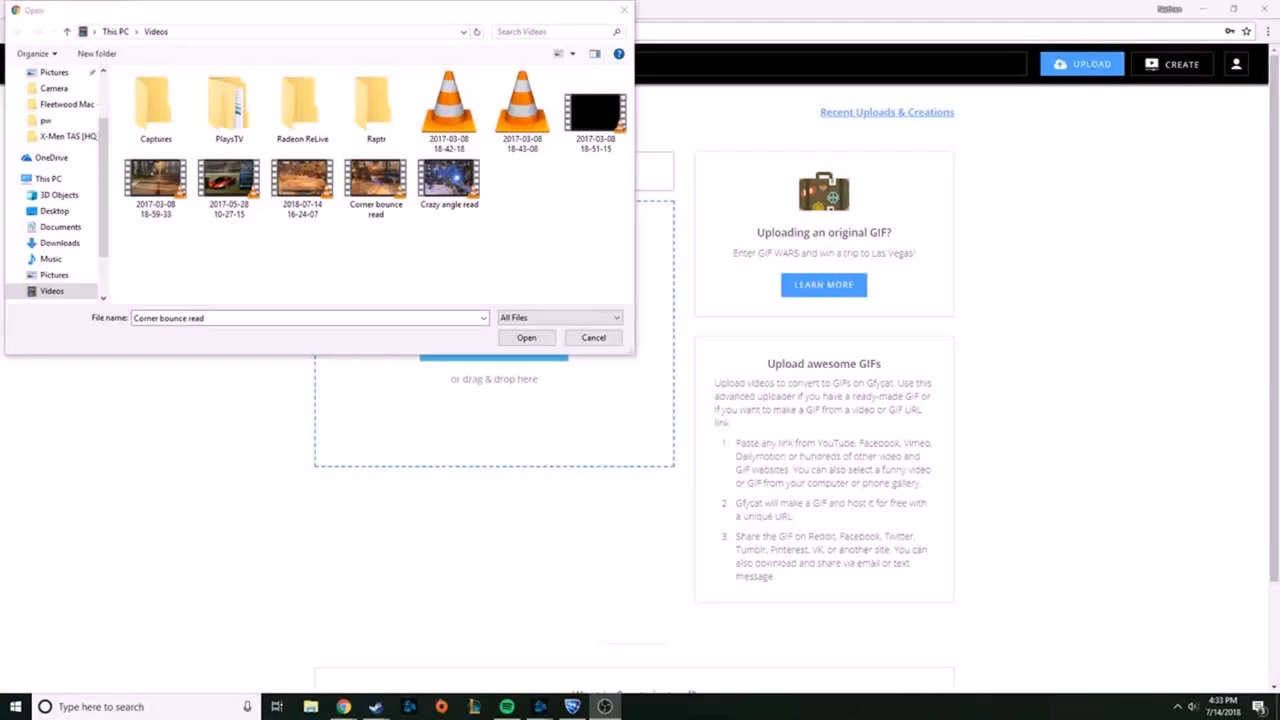 Open
Nathan
This PC
Videos
Search Videos
Organize
New folder
Pictures
Camera
Fleetwood Mac
pw
X-Men TAS [HQ
OneDrive
This PC
3D Objects
Desktop
Documents
Downloads
Music
Pictures
Videos
Captures
PlaysTV
Radeon ReLive
Raptr
2017-03-08
18-42-18
2017-03-08
18-43-08
2017-03-08
18-51-15
2017-03-08
18-59-33
2017-05-28
10-27-15
2018-07-14
16-24-07
Corner bounce
read
Crazy angle read
File name:
Corner bounce read
All Files
Open
Cancel
UPLOAD
CREATE
Recent Uploads & Creations
or drag & drop here
Uploading an original GIF?
Enter GIF WARS and win a trip to Las Vegas!
LEARN MORE
Upload awesome GIFs
Upload videos to convert to GIFs on Gfycat. Use this
advanced uploader if you have a ready-made GIF or
if you want to make a GIF from a video or GIF URL
link.
1. Paste any link from YouTube, Facebook, Vimeo,
Dailymotion or hundreds of other video and
GIF websites. You can also select a funny video
or GIF from your computer or phone gallery.
2. Gfycat will make a GIF and host it for free with
a unique URL.
3. Share the GIF on Reddit, Facebook, Twitter,
Tumblr, Pinterest, VK, or another site. You can
also download and share via email or text
message
Type here to search
4:33 PM
7/14/2018